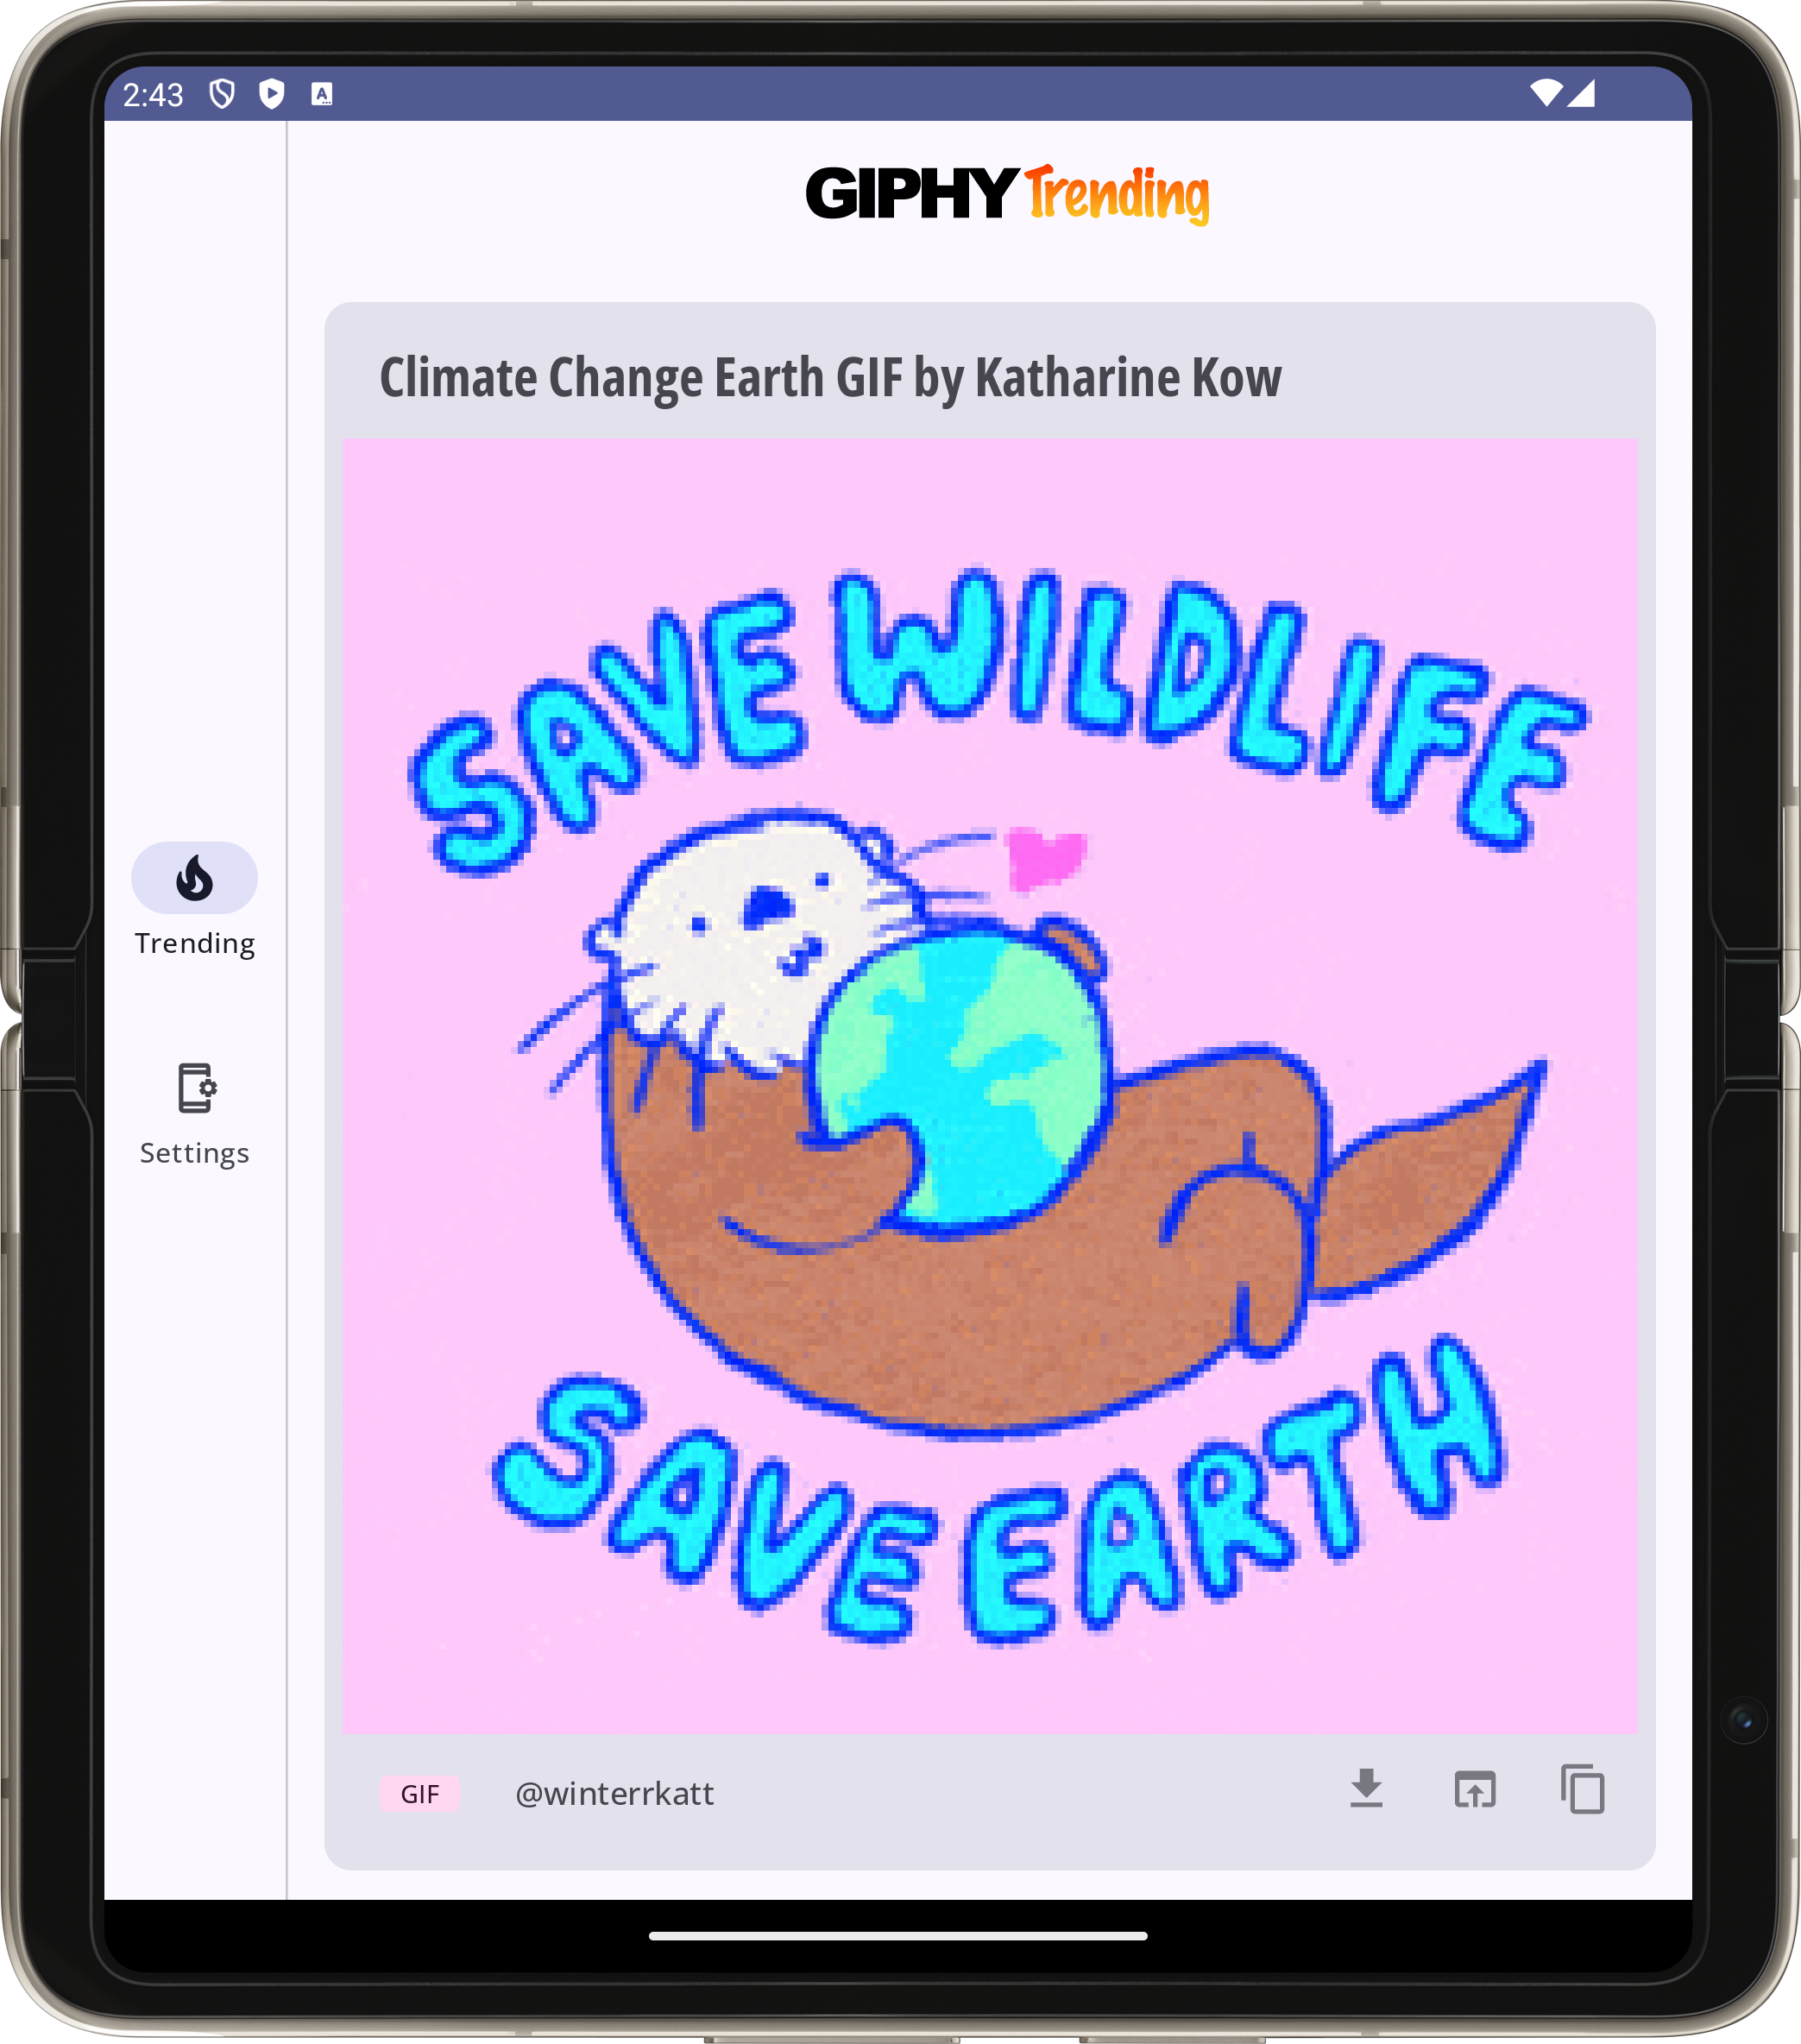 2:43
GIPHY Trending
Climate Change Earth GIF by Katharine Kow
SAVE WILDLIFE
SAVE EARTH
Trending
Settings
GIF @winterrkatt